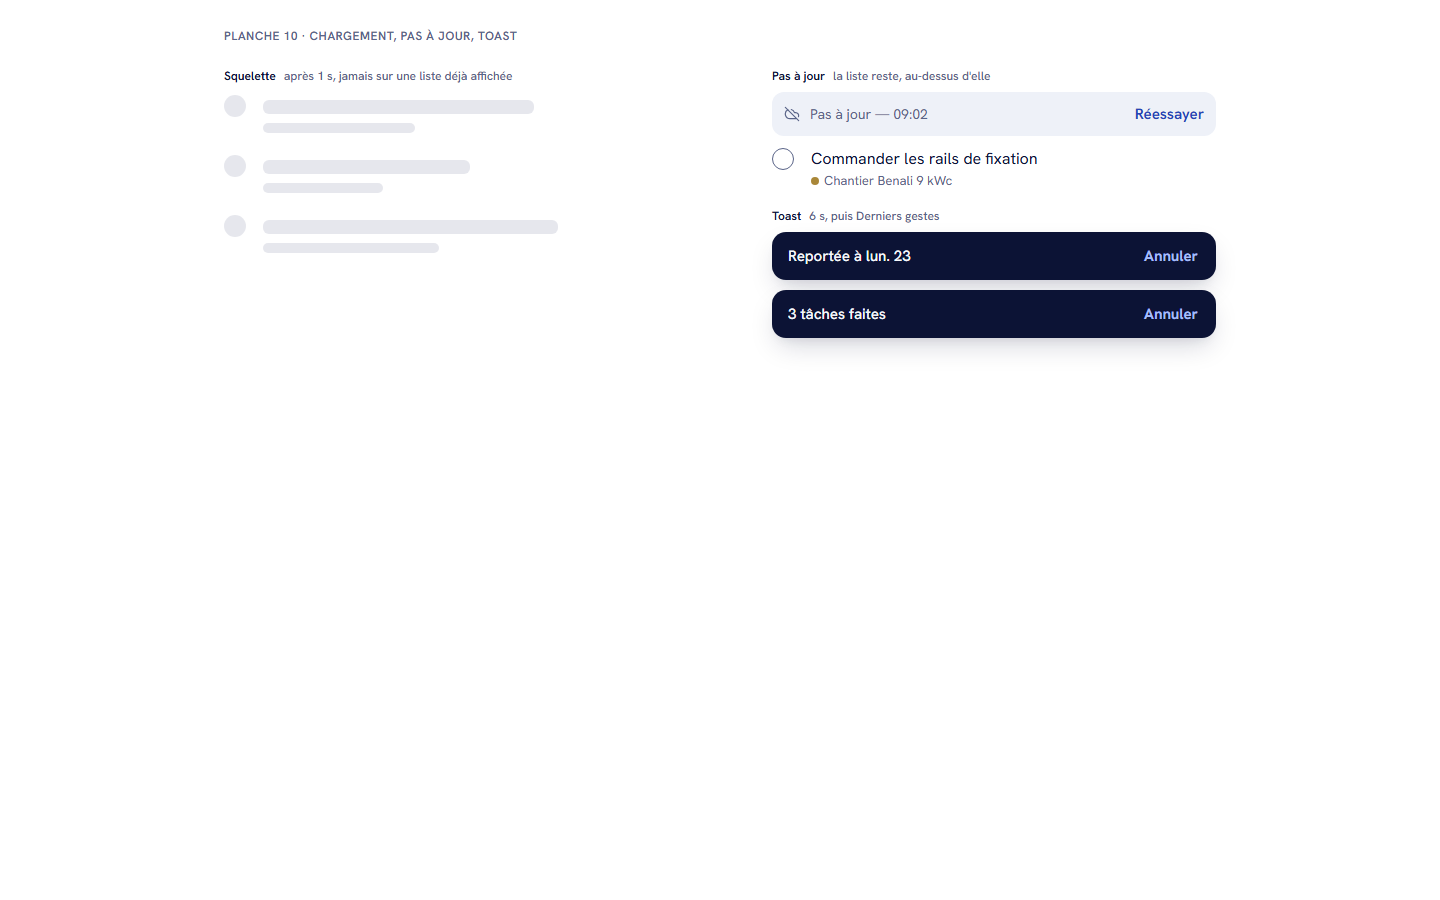 PLANCHE 10 · CHARGEMENT, PAS À JOUR, TOAST
Squelette après 1 s, jamais sur une liste déjà affichée
Pas à jour la liste reste, au-dessus d'elle
Pas à jour — 09:02 Réessayer
Commander les rails de fixation
Chantier Benali 9 kWc
Toast 6 s, puis Derniers gestes
Reportée à lun. 23 Annuler
3 tâches faites Annuler